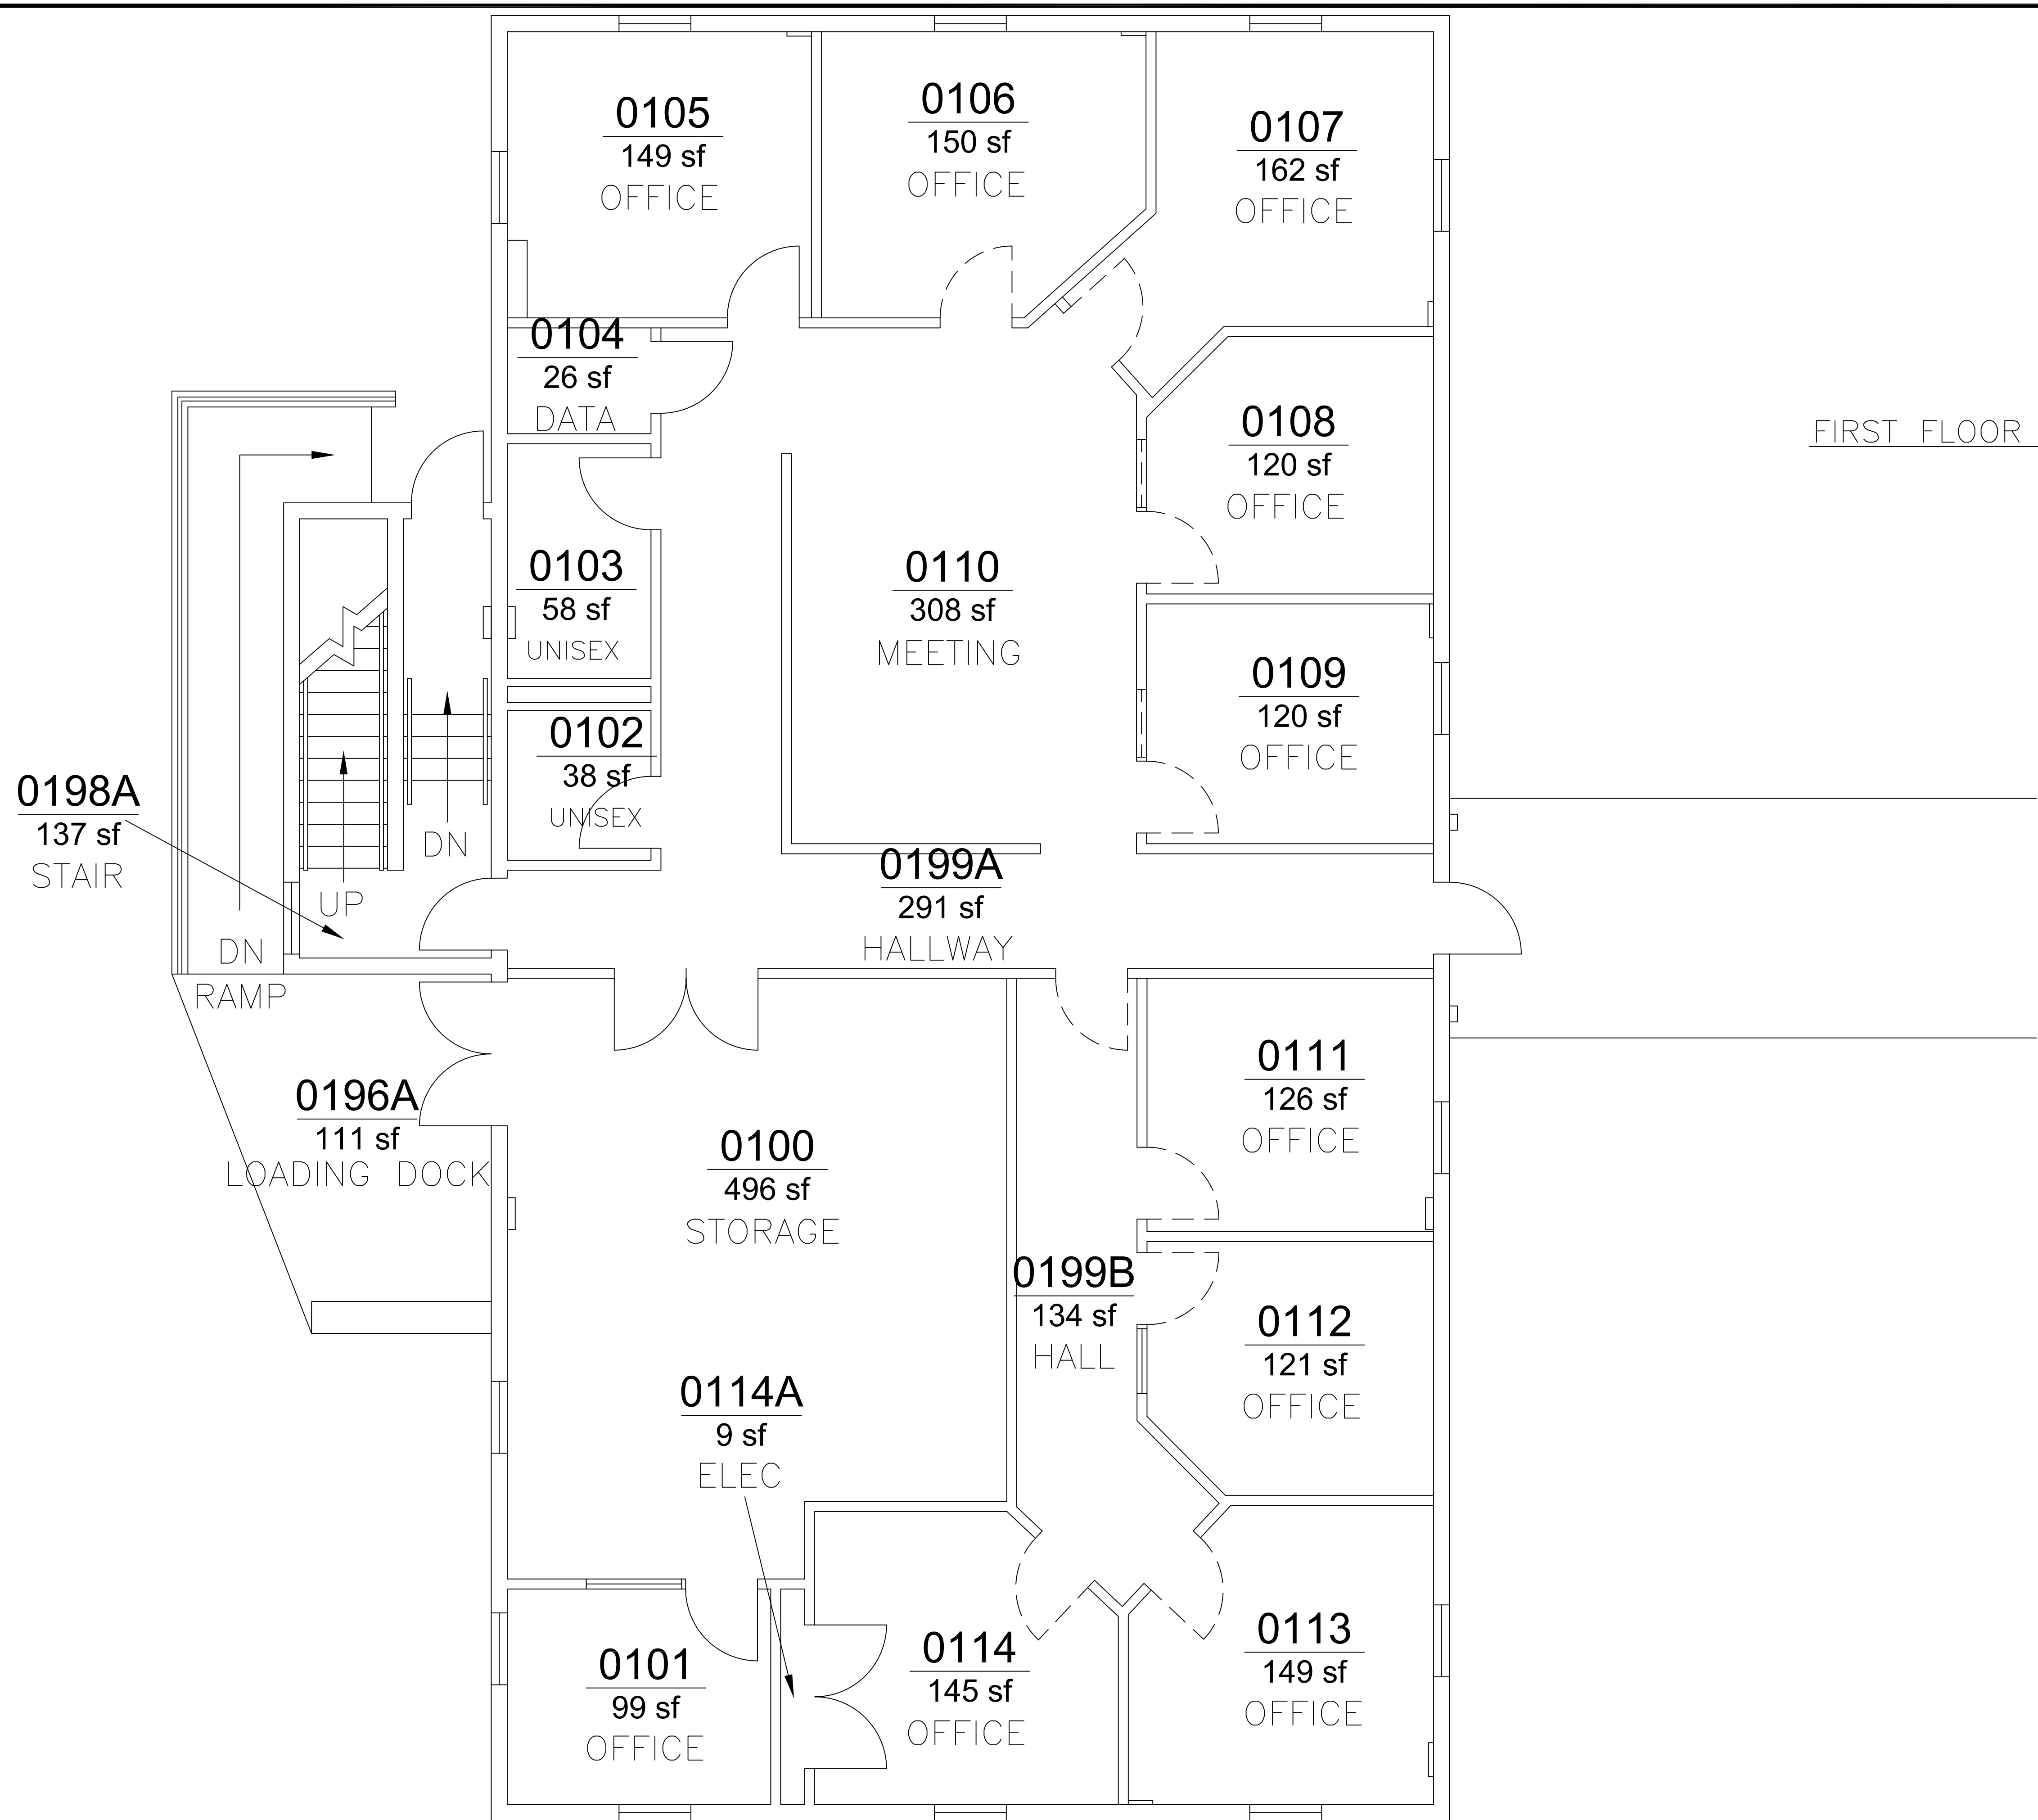 0105
149 sf
OFFICE
0106
150 sf
OFFICE
0107
162 sf
OFFICE
0104
26 sf
DATA
0108
120 sf
OFFICE
FIRST FLOOR
0103
58 sf
UNISEX
0110
308 sf
MEETING
0109
120 sf
OFFICE
0102
38 sf
UNISEX
0198A
137 sf
STAIR
DN
UP
DN
RAMP
0199A
291 sf
HALLWAY
0111
126 sf
OFFICE
0196A
111 sf
LOADING DOCK
0100
496 sf
STORAGE
0199B
134 sf
HALL
0112
121 sf
OFFICE
0114A
9 sf
ELEC
0101
99 sf
OFFICE
0114
145 sf
OFFICE
0113
149 sf
OFFICE